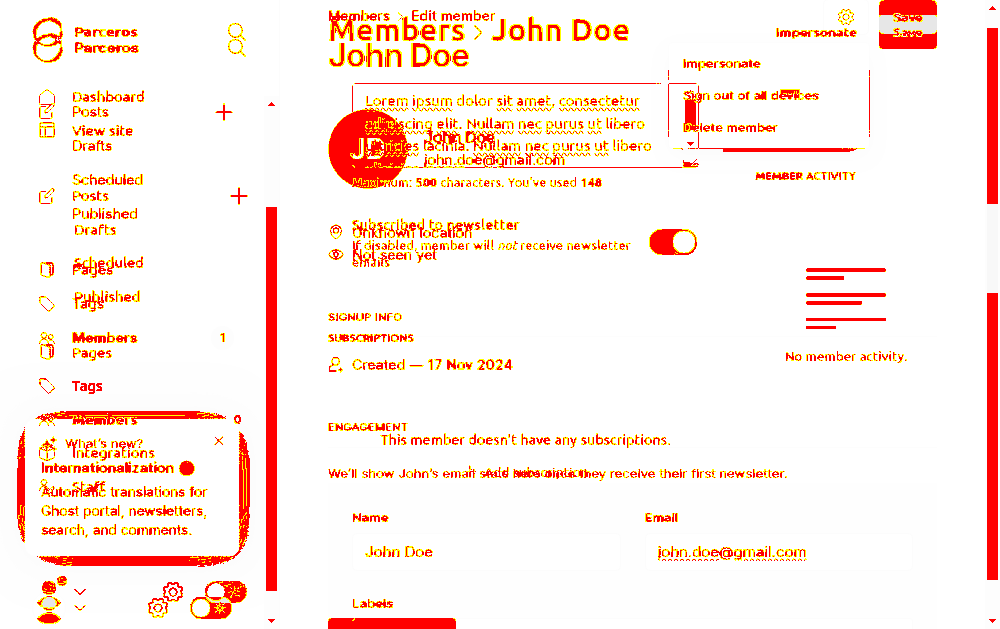 Parceros
Parceros
Dashboard
Posts
View site
Drafts
Scheduled
Posts
Published
Drafts
Scheduled
Pages
Published
Tags
Members 1
Pages
Tags
Members 0
What's new?
Integrations
Internationalization
Staff
Automatic translations for
Ghost portal, newsletters,
search, and comments.
Members > Edit member
Members > John Doe
John Doe
Save
Save
Impersonate
Impersonate
Sign out of all devices
Delete member
Lorem ipsum dolor sit amet, consectetur
adipiscing elit. Nullam nec purus ut libero
ultricies lacinia. Nullam nec purus ut libero
JD
John Doe
john.doe@gmail.com
Maximum: 500 characters. You've used 148
MEMBER ACTIVITY
Subscribed to newsletter
Unknown location
If disabled, member will not receive newsletter
emails
Not seen yet
SIGNUP INFO
SUBSCRIPTIONS
Created — 17 Nov 2024
No member activity.
ENGAGEMENT
This member doesn't have any subscriptions.
We'll show John's email stats here once they receive their first newsletter.
Add subscription
Name Email
John Doe john.doe@gmail.com
Labels